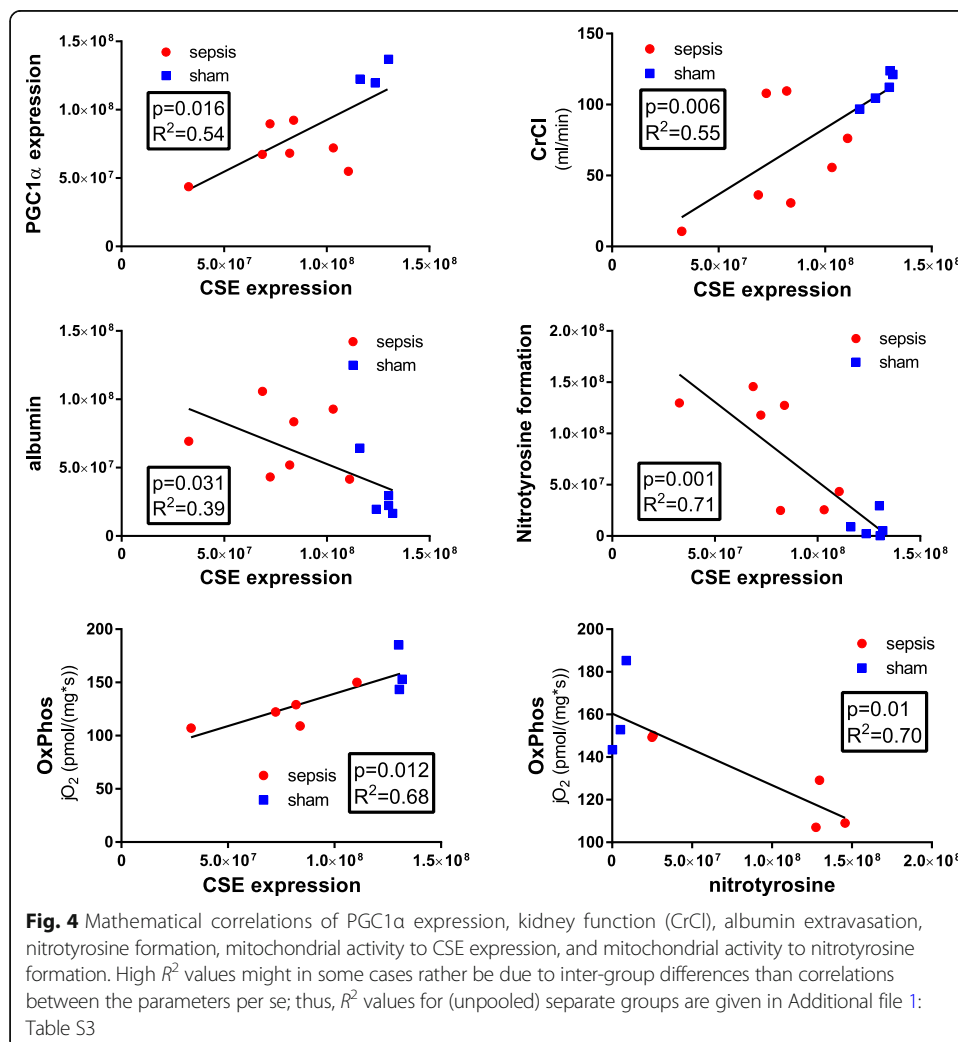 1.5×10⁸
1.0×10⁸
5.0×10⁷
0
PGC1α expression
sepsis
sham
p=0.016
R²=0.54
0
5.0×10⁷
1.0×10⁸
1.5×10⁸
CSE expression
150
100
50
0
CrCl
(ml/min)
sepsis
sham
p=0.006
R²=0.55
0
5.0×10⁷
1.0×10⁸
1.5×10⁸
CSE expression
1.5×10⁸
1.0×10⁸
5.0×10⁷
0
albumin
sepsis
sham
p=0.031
R²=0.39
0
5.0×10⁷
1.0×10⁸
1.5×10⁸
CSE expression
2.0×10⁸
1.5×10⁸
1.0×10⁸
5.0×10⁷
0
Nitrotyrosine formation
sepsis
sham
p=0.001
R²=0.71
0
5.0×10⁷
1.0×10⁸
1.5×10⁸
CSE expression
200
150
100
50
0
OxPhos
jO₂ (pmol/(mg*s))
sepsis
sham
p=0.012
R²=0.68
0
5.0×10⁷
1.0×10⁸
1.5×10⁸
CSE expression
200
180
160
140
120
100
OxPhos
jO₂ (pmol/(mg*s))
sepsis
sham
p=0.01
R²=0.70
0
5.0×10⁷
1.0×10⁸
1.5×10⁸
2.0×10⁸
nitrotyrosine
Fig. 4 Mathematical correlations of PGC1α expression, kidney function (CrCl), albumin extravasation,
nitrotyrosine formation, mitochondrial activity to CSE expression, and mitochondrial activity to nitrotyrosine
formation. High R² values might in some cases rather be due to inter-group differences than correlations
between the parameters per se; thus, R² values for (unpooled) separate groups are given in Additional file 1:
Table S3